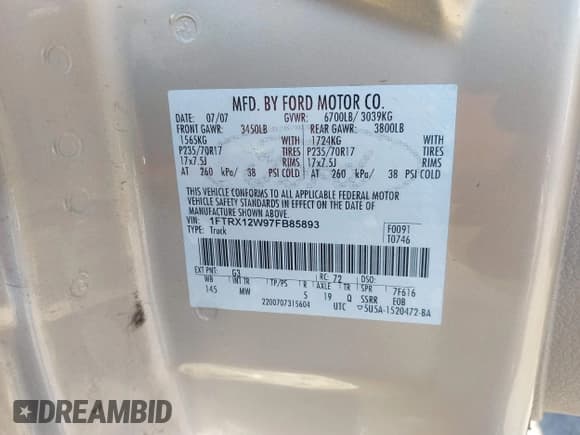 MFD. BY FORD MOTOR CO.
DATE: 07/07 GVWR: 6700LB/ 3039KG
FRONT GAWR: 3450LB REAR GAWR: 3800LB
1565KG WITH 1724KG WITH
P235/70R17 TIRES P235/70R17 TIRES
17x7.5J RIMS 17x7.5J RIMS
AT 260 kPa/ 38 PSI COLD AT 260 kPa/ 38 PSI COLD
THIS VEHICLE CONFORMS TO ALL APPLICABLE FEDERAL MOTOR
VEHICLE SAFETY STANDARDS IN EFFECT ON THE DATE OF
MANUFACTURE SHOWN ABOVE.
VIN: 1FTRX12W97FB85893 F0091
TYPE: Truck T0746
EXT PNT: G3 RC: 72 DSO:
WB INT TR TP/PS R AXLE TR SPR 7F616
145 MW 5 19 Q SSRR EOB
2200707315604 UTC ▽5U5A-1520472-BA
DREAMBID